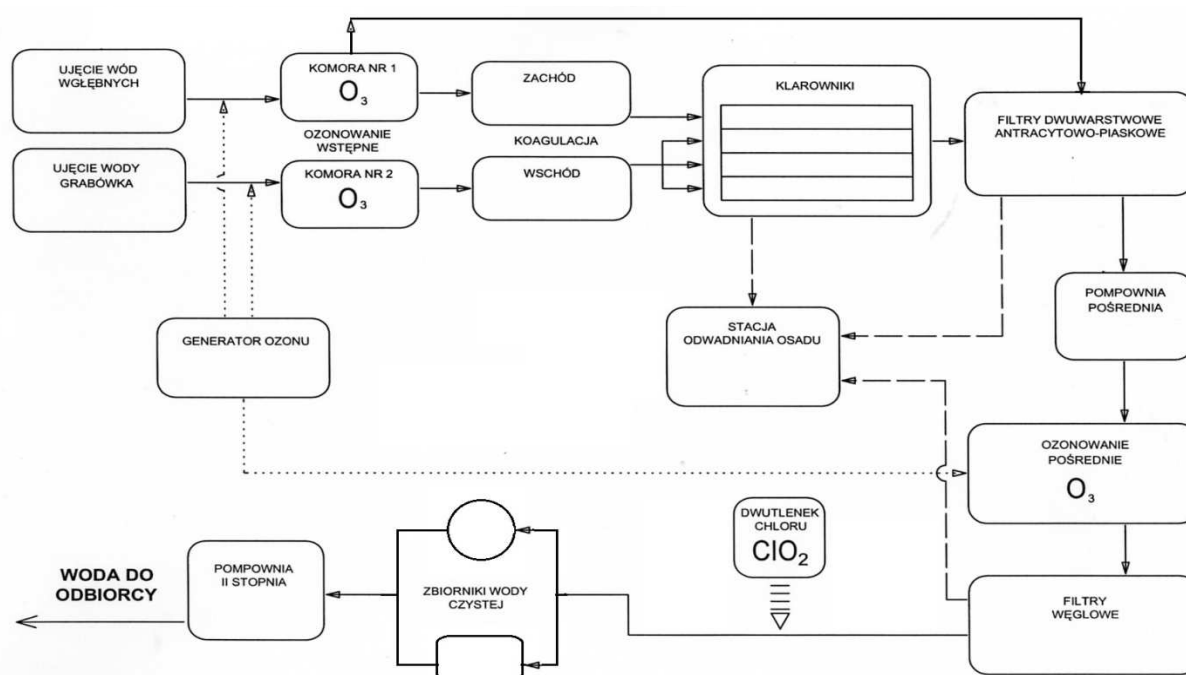 UJĘCIE WÓD
WGŁĘBNYCH
KOMORA NR 1
O3
ZACHÓD
KLAROWNIKI
FILTRY DWUWARSTWOWE
ANTRACYTOWO-PIASKOWE
OZONOWANIE
WSTĘPNE
KOAGULACJA
UJĘCIE WODY
GRABÓWKA
KOMORA NR 2
O3
WSCHÓD
POMPOWNIA
POŚREDNIA
GENERATOR OZONU
STACJA
ODWADNIANIA OSADU
OZONOWANIE
POŚREDNIE
O3
DWUTLENEK
CHLORU
ClO2
WODA DO
ODBIORCY
POMPOWNIA
II STOPNIA
ZBIORNIKI WODY
CZYSTEJ
FILTRY
WĘGLOWE